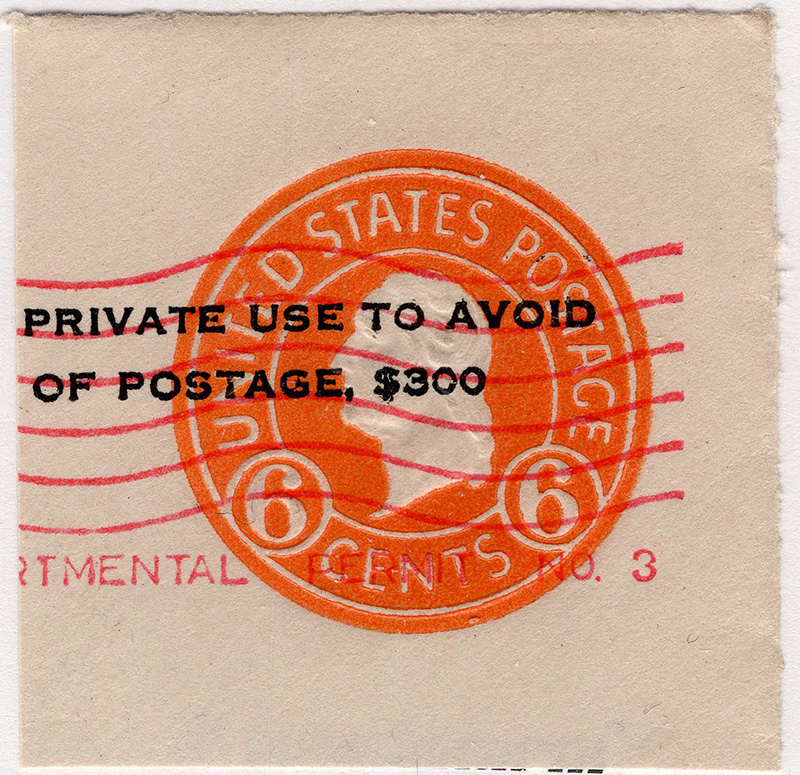 UNITED STATES POSTAGE
PRIVATE USE TO AVOID
OF POSTAGE, $300
6 6
CENTS
RTMENTAL PERMIT NO. 3